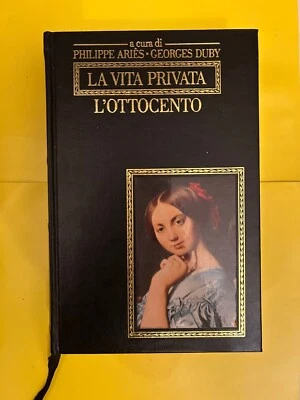 a cura di
PHILIPPE ARIÈS · GEORGES DUBY
LA VITA PRIVATA
L'OTTOCENTO